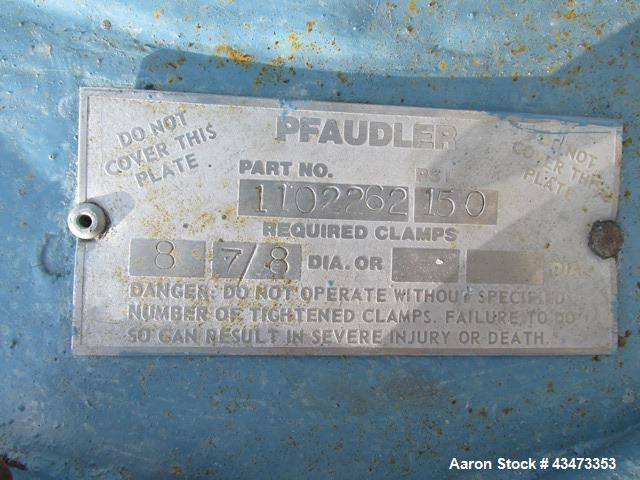 DO NOT
COVER THIS
PLATE
PFAUDLER
DO NOT
COVER THIS
PLATE
PART NO. PSI
1102262 150
REQUIRED CLAMPS
8 7/8 DIA. OR DIA.
DANGER: DO NOT OPERATE WITHOUT SPECIFIED
NUMBER OF TIGHTENED CLAMPS. FAILURE TO DO
SO CAN RESULT IN SEVERE INJURY OR DEATH.
Aaron Stock # 43473353